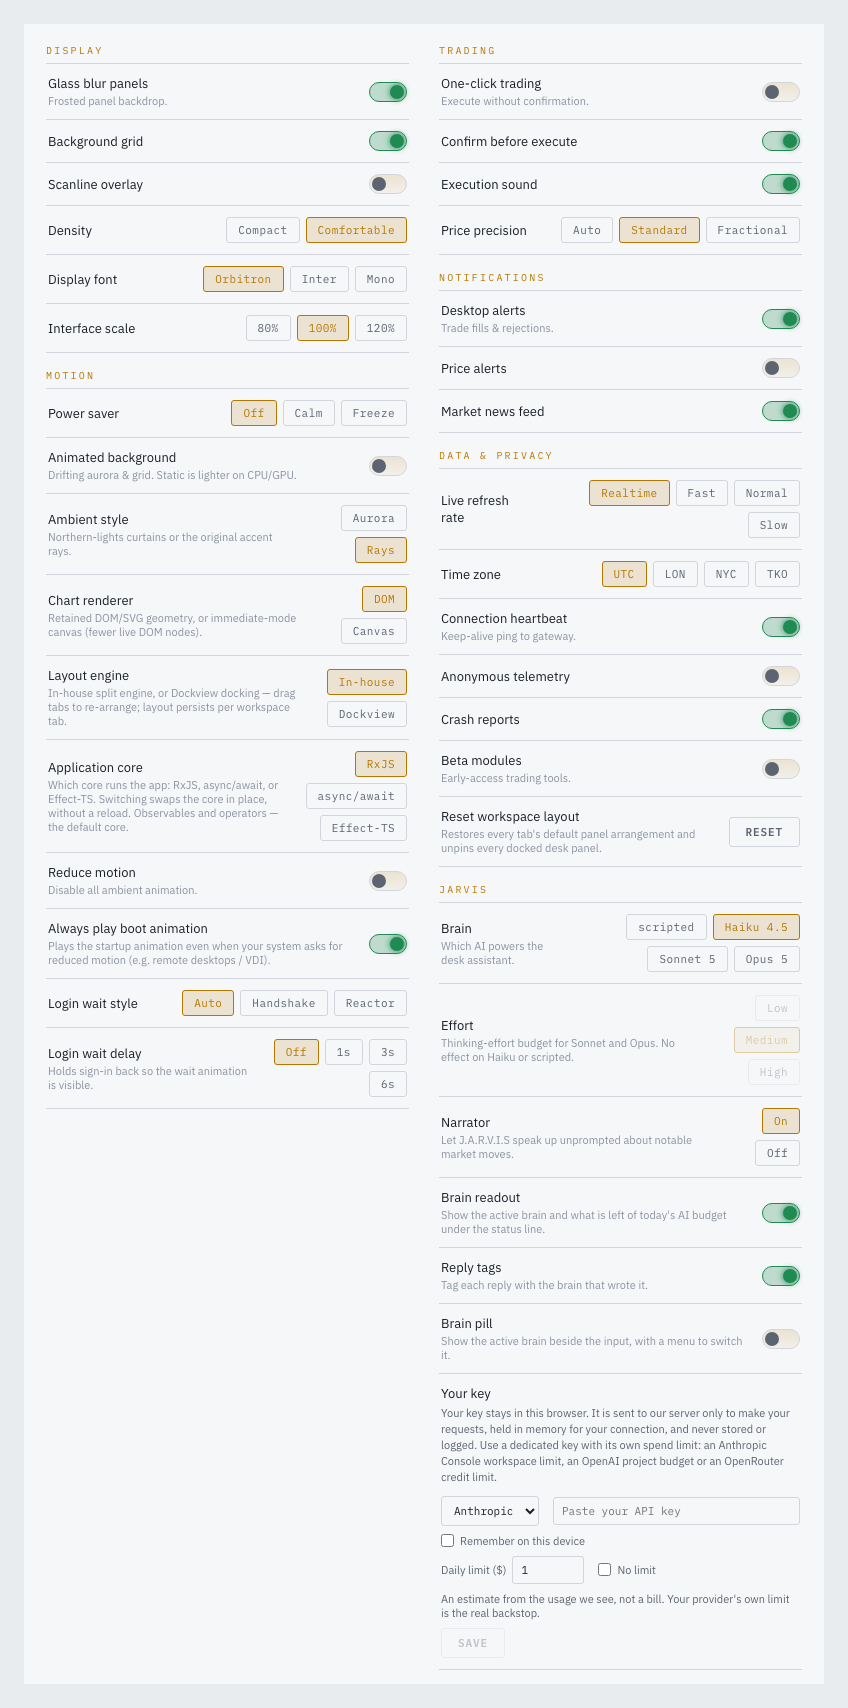 DISPLAY
Glass blur panels
Frosted panel backdrop.
Background grid
Scanline overlay
Density
Compact
Comfortable
Display font
Orbitron
Inter
Mono
Interface scale
80%
100%
120%
MOTION
Power saver
Off
Calm
Freeze
Animated background
Drifting aurora & grid. Static is lighter on CPU/GPU.
Ambient style
Northern-lights curtains or the original accent
rays.
Aurora
Rays
Chart renderer
Retained DOM/SVG geometry, or immediate-mode
canvas (fewer live DOM nodes).
DOM
Canvas
Layout engine
In-house split engine, or Dockview docking — drag
tabs to re-arrange; layout persists per workspace
tab.
In-house
Dockview
Application core
Which core runs the app: RxJS, async/await, or
Effect-TS. Switching swaps the core in place,
without a reload. Observables and operators —
the default core.
RxJS
async/await
Effect-TS
Reduce motion
Disable all ambient animation.
Always play boot animation
Plays the startup animation even when your system asks for
reduced motion (e.g. remote desktops / VDI).
Login wait style
Auto
Handshake
Reactor
Login wait delay
Holds sign-in back so the wait animation
is visible.
Off
1s
3s
6s
TRADING
One-click trading
Execute without confirmation.
Confirm before execute
Execution sound
Price precision
Auto
Standard
Fractional
NOTIFICATIONS
Desktop alerts
Trade fills & rejections.
Price alerts
Market news feed
DATA & PRIVACY
Live refresh
rate
Realtime
Fast
Normal
Slow
Time zone
UTC
LON
NYC
TKO
Connection heartbeat
Keep-alive ping to gateway.
Anonymous telemetry
Crash reports
Beta modules
Early-access trading tools.
Reset workspace layout
Restores every tab's default panel arrangement and
unpins every docked desk panel.
RESET
JARVIS
Brain
Which AI powers the
desk assistant.
scripted
Haiku 4.5
Sonnet 5
Opus 5
Effort
Thinking-effort budget for Sonnet and Opus. No
effect on Haiku or scripted.
Low
Medium
High
Narrator
Let J.A.R.V.I.S speak up unprompted about notable
market moves.
On
Off
Brain readout
Show the active brain and what is left of today's AI budget
under the status line.
Reply tags
Tag each reply with the brain that wrote it.
Brain pill
Show the active brain beside the input, with a menu to switch
it.
Your key
Your key stays in this browser. It is sent to our server only to make your
requests, held in memory for your connection, and never stored or
logged. Use a dedicated key with its own spend limit: an Anthropic
Console workspace limit, an OpenAI project budget or an OpenRouter
credit limit.
Anthropic
Paste your API key
Remember on this device
Daily limit ($)
1
No limit
An estimate from the usage we see, not a bill. Your provider's own limit
is the real backstop.
SAVE